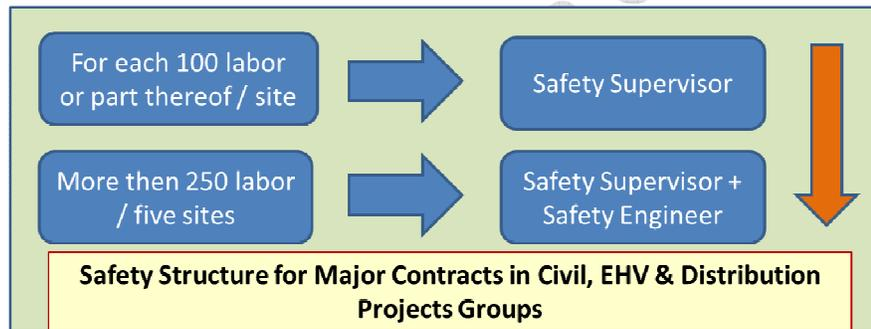 For each 100 labor
or part thereof / site
Safety Supervisor
More then 250 labor
/ five sites
Safety Supervisor +
Safety Engineer
Safety Structure for Major Contracts in Civil, EHV & Distribution
Projects Groups